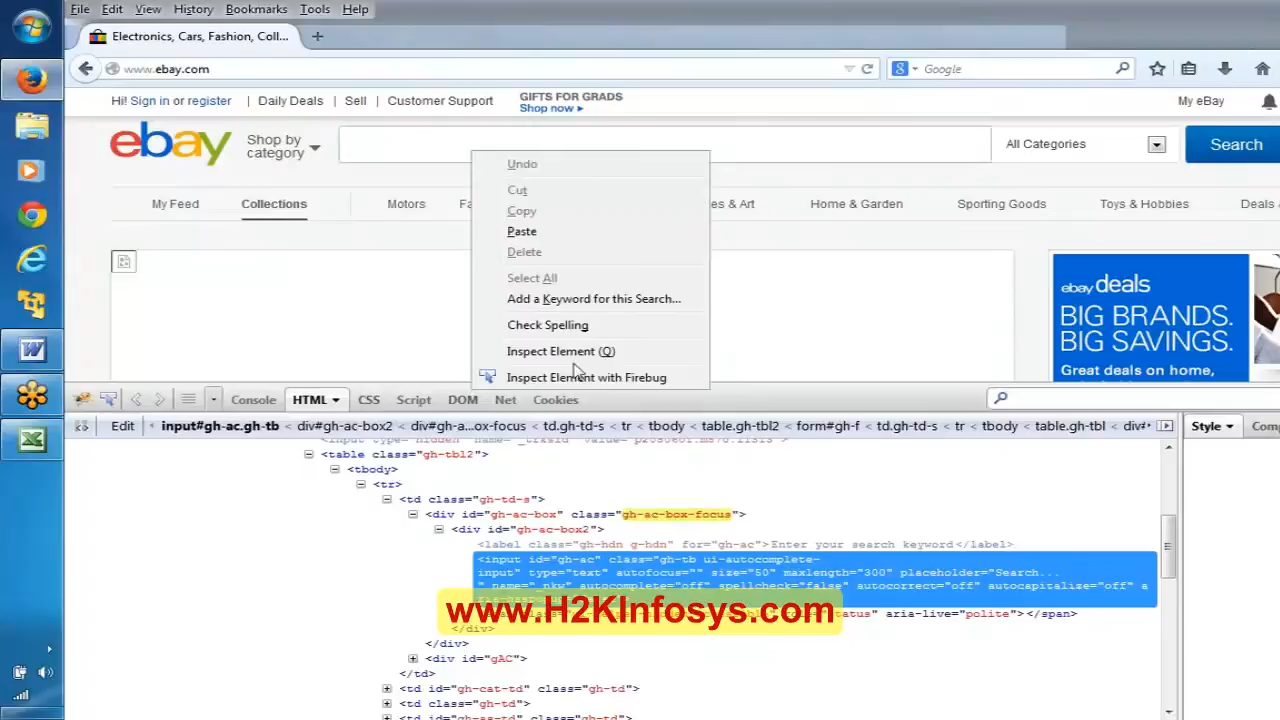 File Edit View History Bookmarks Tools Help
Electronics, Cars, Fashion, Coll...
www.ebay.com
Google
Hi! Sign in or register Daily Deals Sell Customer Support
GIFTS FOR GRADS
Shop now
My eBay
ebay
Shop by
category
All Categories
Search
My Feed Collections Motors Fa
es & Art Home & Garden Sporting Goods Toys & Hobbies Deals
Undo
Cut
Copy
Paste
Delete
Select All
Add a Keyword for this Search...
Check Spelling
Inspect Element (Q)
Inspect Element with Firebug
ebay deals
BIG BRANDS.
BIG SAVINGS.
Great deals on home,
Console HTML CSS Script DOM Net Cookies
Edit input#gh-ac.gh-tb < div#gh-ac-box2 < div#gh-a...ox-focus < td.gh-td-s < tr < tbody < table.gh-tbl2 < form#gh-f < td.gh-td-s < tr < tbody < table.gh-tbl < div#
Style Comp
<table class="gh-tbl2">
<tbody>
<tr>
<td class="gh-td-s">
<div id="gh-ac-box" class="gh-ac-box-focus">
<div id="gh-ac-box2">
<label class="gh-hdn g-hdn" for="gh-ac">Enter your search keyword</label>
<input id="gh-ac" class="gh-tb ui-autocomplete-
input" type="text" autofocus="" size="50" maxlength="300" placeholder="Search...
" name="_nkw" autocomplete="off" spellcheck="false" autocorrect="off" autocapitalize="off" a
www.H2KInfosys.com
status" aria-live="polite"></span>
</div>
</div>
<div id="gAC">
</td>
<td id="gh-cat-td" class="gh-td">
<td class="gh-td">